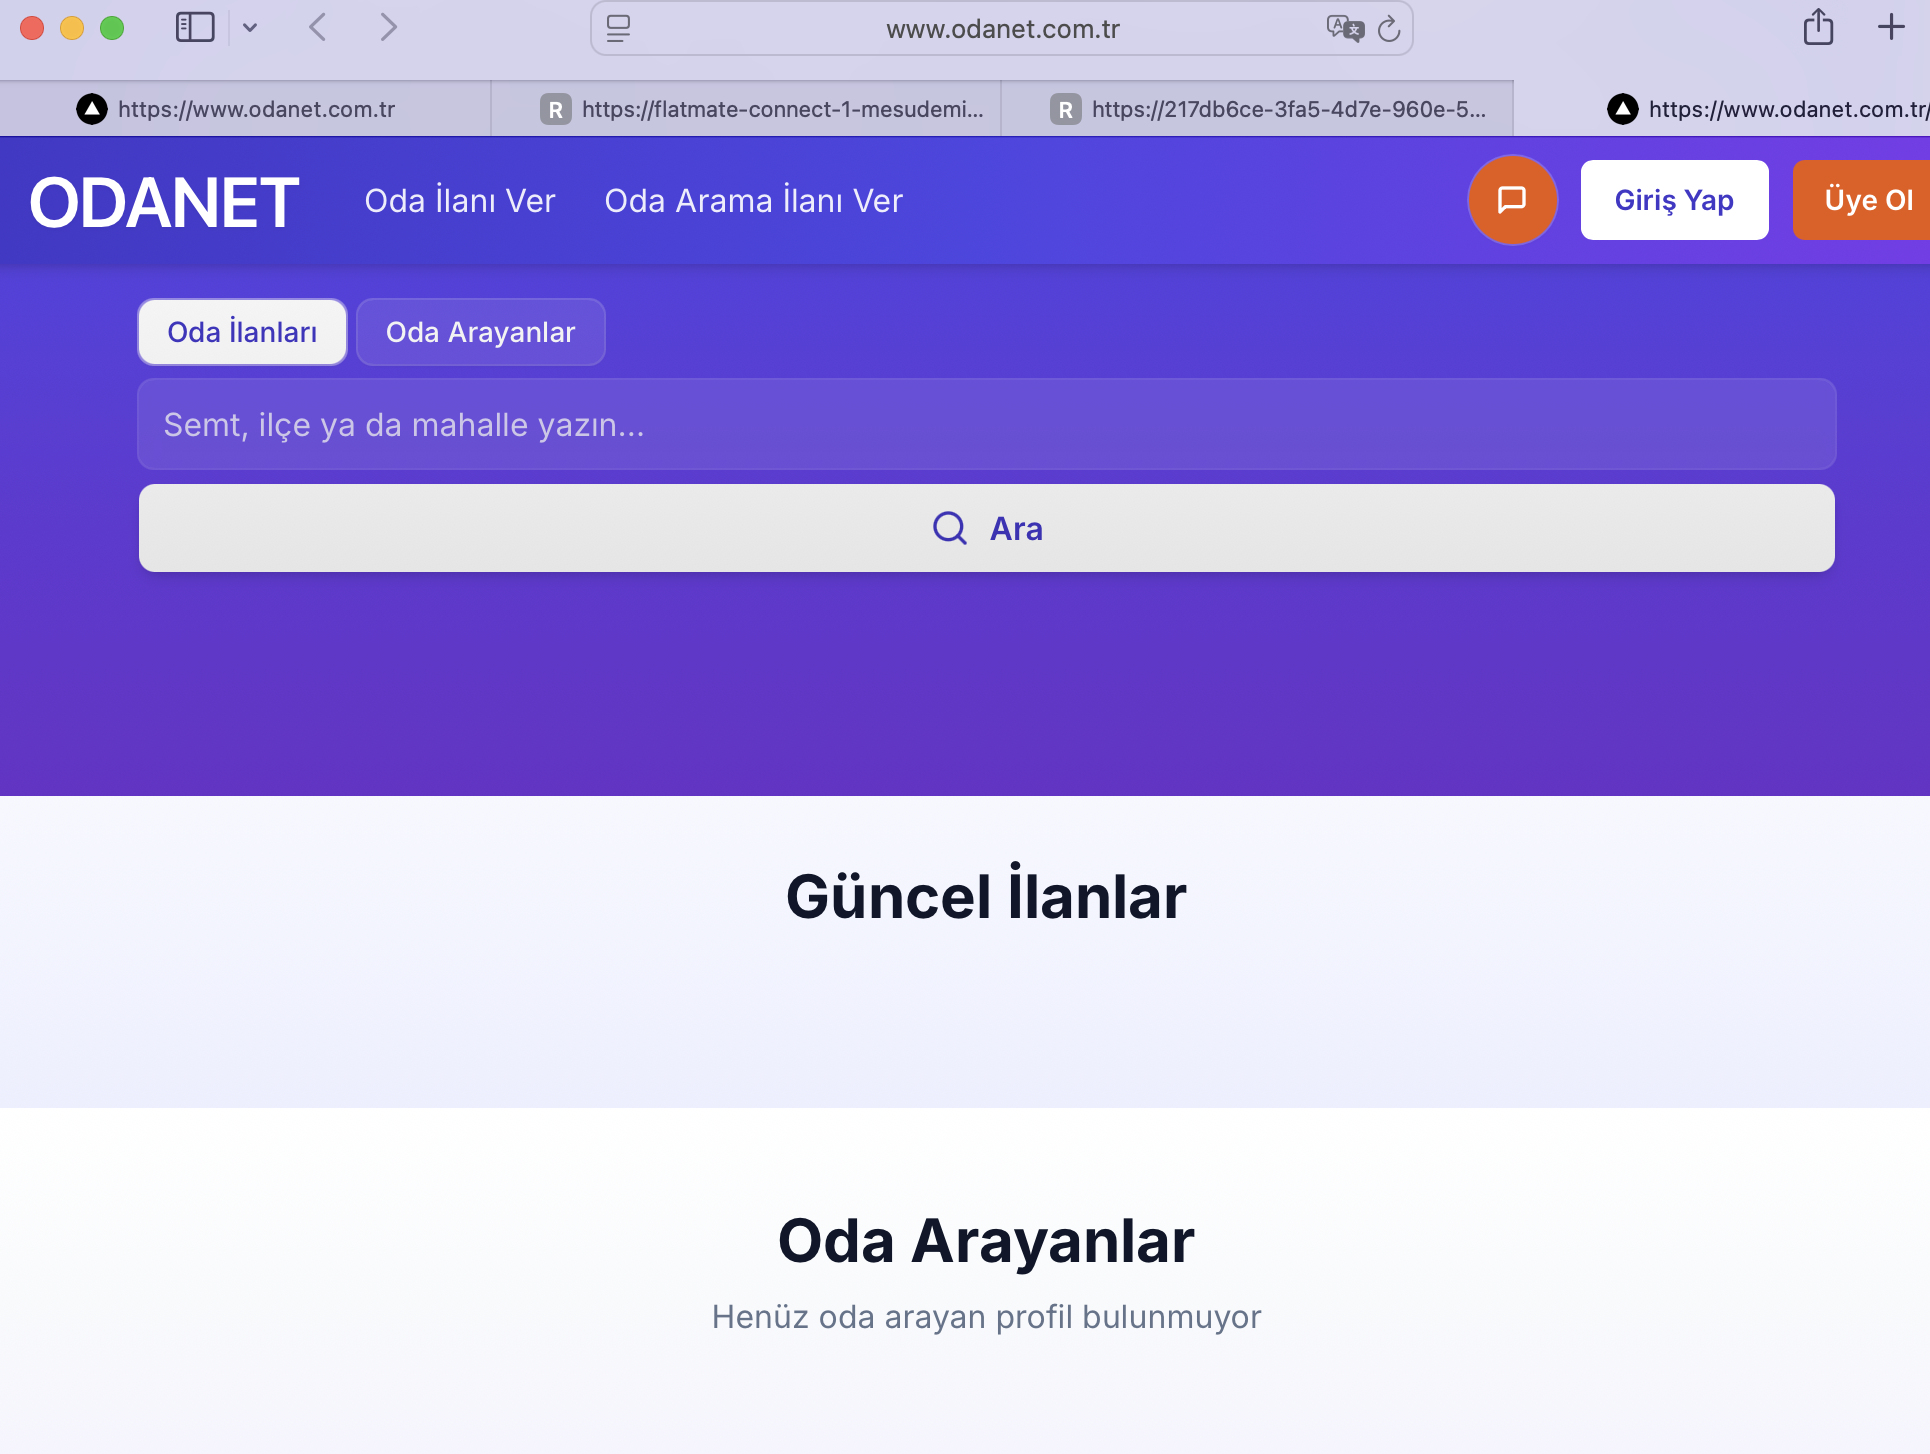 www.odanet.com.tr
https://www.odanet.com.tr
R https://flatmate-connect-1-mesudemi...
R https://217db6ce-3fa5-4d7e-960e-5...
https://www.odanet.com.tr/
ODANET
Oda İlanı Ver
Oda Arama İlanı Ver
Giriş Yap
Üye Ol
Oda İlanları
Oda Arayanlar
Semt, ilçe ya da mahalle yazın...
Ara
Güncel İlanlar
Oda Arayanlar
Henüz oda arayan profil bulunmuyor